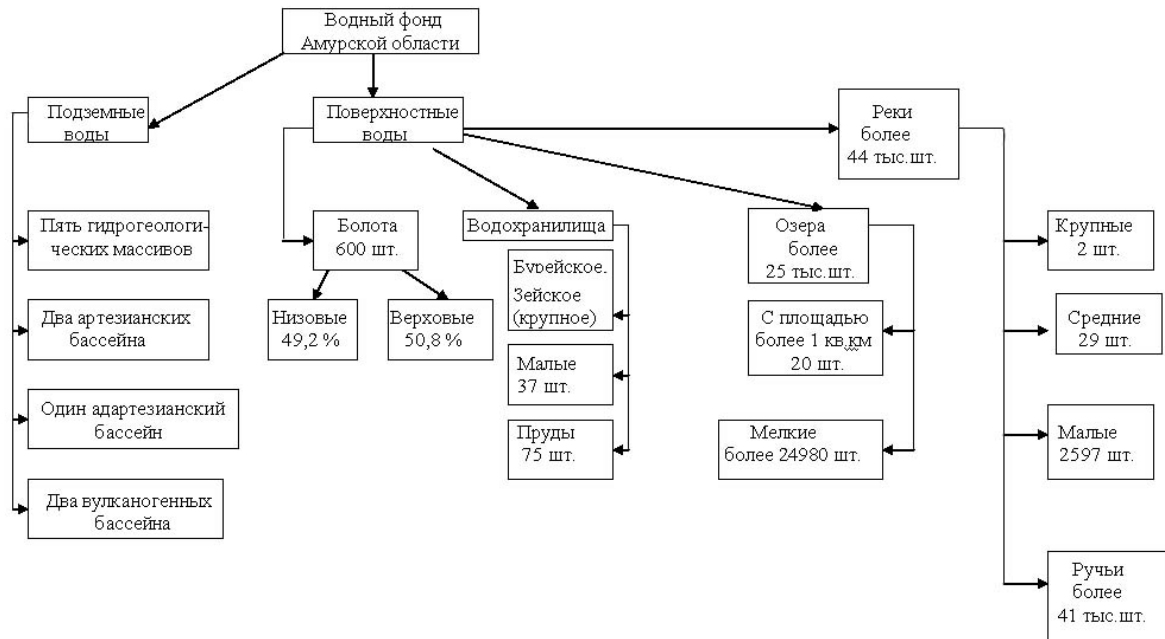 Водный фонд
Амурской области
Подземные
воды
Поверхностные
воды
Реки
более
44 тыс.шт.
Пять гидрогеологи-
ческих массивов
Два артезианских
бассейна
Один адартезианский
бассейн
Два вулканогенных
бассейна
Болота
600 шт.
Низовые
49,2 %
Верховые
50,8 %
Водохранилища
Бурейское,
Зейское
(крупное)
Малые
37 шт.
Пруды
75 шт.
Озера
более
25 тыс.шт.
С площадью
более 1 кв,км
20 шт.
Мелкие
более 24980 шт.
Крупные
2 шт.
Средние
29 шт.
Малые
2597 шт.
Ручьи
более
41 тыс.шт.